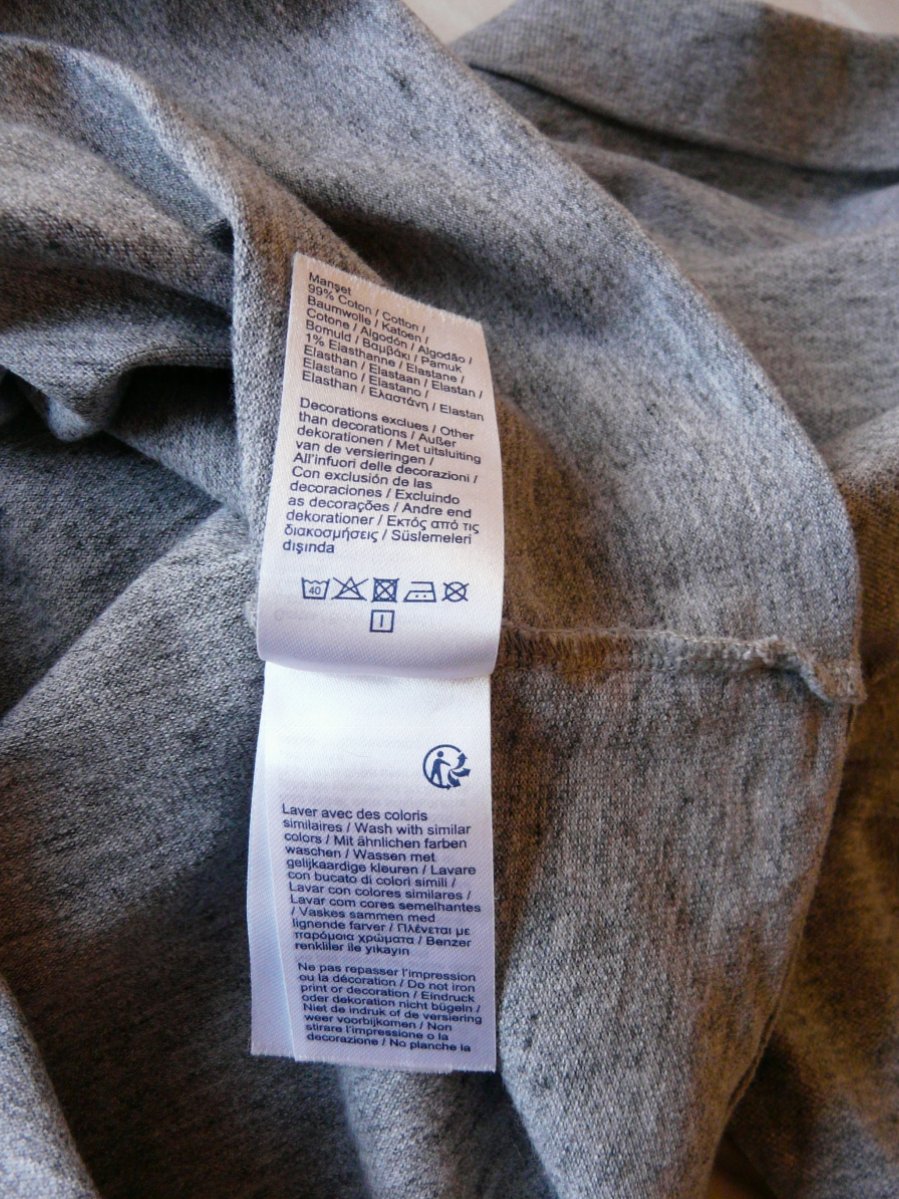 Manşet
99% Coton / Cotton /
Baumwolle / Katoen /
Cotone / Algodón / Algodão /
Bomuld / Βαμβάκι / Pamuk
1% Elasthanne / Elastane /
Elasthan / Elastaan / Elastan /
Elastano / Elastano /
Elasthan / Ελαστάνη / Elastan
Decorations exclues / Other
than decorations / Außer
dekorationen / Met uitsluiting
van de versieringen /
All'infuori delle decorazioni /
Con exclusión de las
decoraciones / Excluindo
as decorações / Andre end
dekorationer / Εκτός από τις
διακοσμήσεις / Süslemeleri
dışında
40
I
Laver avec des coloris
similaires / Wash with similar
colors / Mit ähnlichen farben
waschen / Wassen met
gelijkaardige kleuren / Lavare
con bucato di colori simili /
Lavar con colores similares /
Lavar com cores semelhantes
/ Vaskes sammen med
lignende farver / Πλένεται με
παρόμοια χρώματα / Benzer
renkliler ile yıkayın
Ne pas repasser l'impression
ou la décoration / Do not iron
print or decoration / Eindruck
oder dekoration nicht bügeln /
Niet de indruk of de versiering
weer voorbijkomen / Non
stirare l'impressione o la
decorazione / No planche la